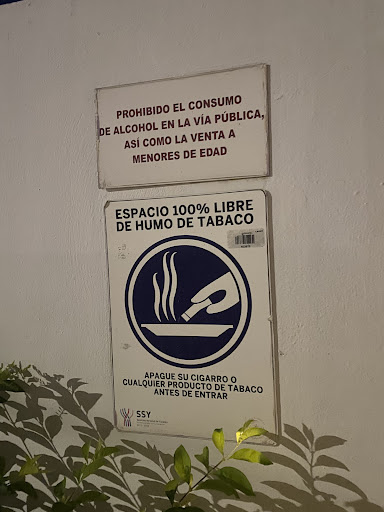 PROHIBIDO EL CONSUMO
DE ALCOHOL EN LA VÍA PÚBLICA,
ASÍ COMO LA VENTA A
MENORES DE EDAD
ESPACIO 100% LIBRE
DE HUMO DE TABACO
APAGUE SU CIGARRO O
CUALQUIER PRODUCTO DE TABACO
ANTES DE ENTRAR
SSY